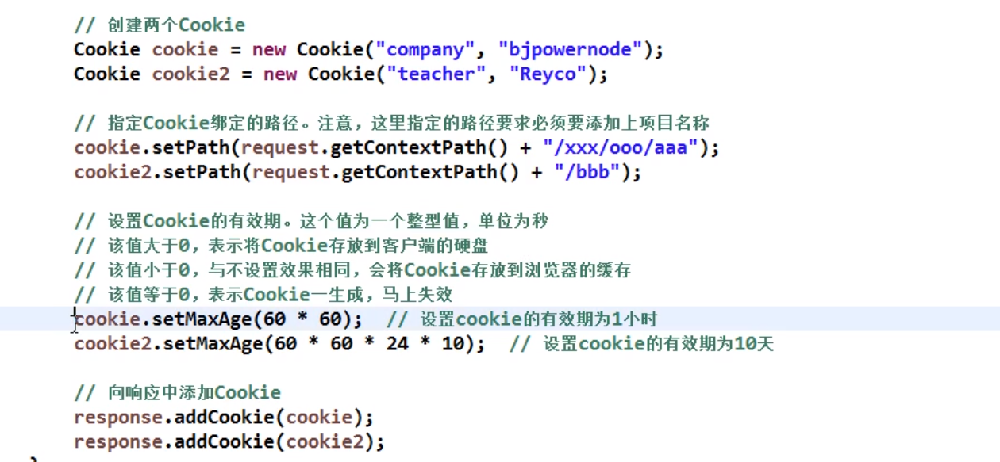 // 创建两个Cookie
Cookie cookie = new Cookie("company", "bjpowernode");
Cookie cookie2 = new Cookie("teacher", "Reyco");
// 指定Cookie绑定的路径。注意，这里指定的路径要求必须要添加上项目名称
cookie.setPath(request.getContextPath() + "/xxx/ooo/aaa");
cookie2.setPath(request.getContextPath() + "/bbb");
// 设置Cookie的有效期。这个值为一个整型值，单位为秒
// 该值大于0，表示将Cookie存放到客户端的硬盘
// 该值小于0，与不设置效果相同，会将Cookie存放到浏览器的缓存
// 该值等于0，表示Cookie一生成，马上失效
cookie.setMaxAge(60 * 60);  // 设置cookie的有效期为1小时
cookie2.setMaxAge(60 * 60 * 24 * 10);  // 设置cookie的有效期为10天
// 向响应中添加Cookie
response.addCookie(cookie);
response.addCookie(cookie2);
}